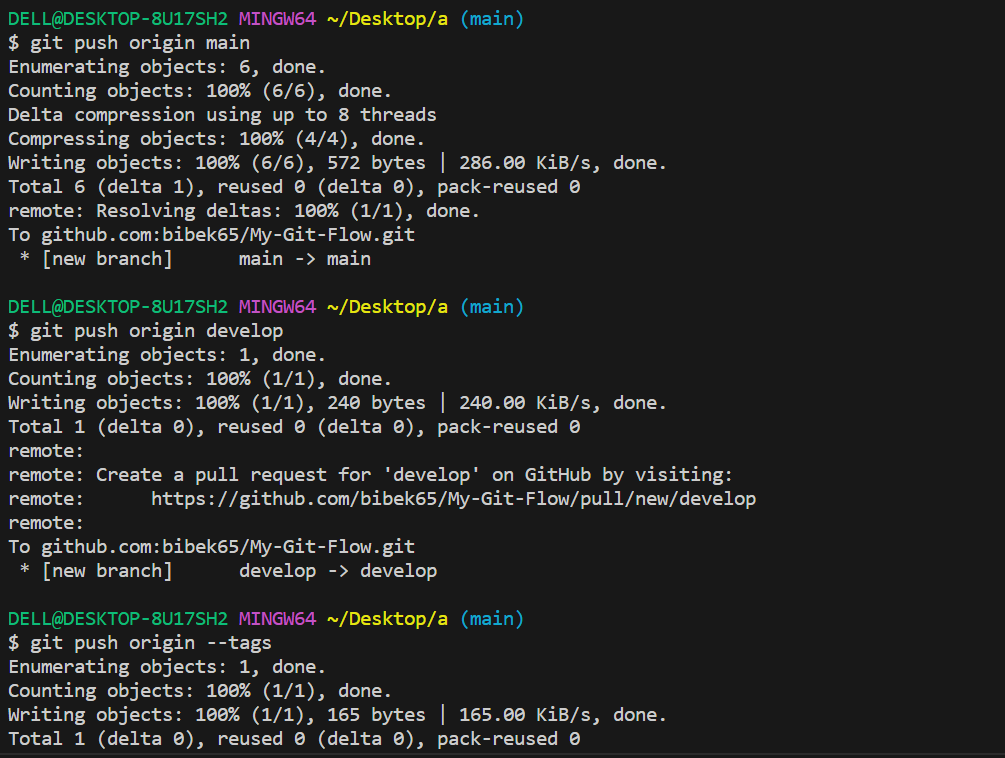 DELL@DESKTOP-8U17SH2 MINGW64 ~/Desktop/a (main)
$ git push origin main
Enumerating objects: 6, done.
Counting objects: 100% (6/6), done.
Delta compression using up to 8 threads
Compressing objects: 100% (4/4), done.
Writing objects: 100% (6/6), 572 bytes | 286.00 KiB/s, done.
Total 6 (delta 1), reused 0 (delta 0), pack-reused 0
remote: Resolving deltas: 100% (1/1), done.
To github.com:bibek65/My-Git-Flow.git
 * [new branch]      main -> main
DELL@DESKTOP-8U17SH2 MINGW64 ~/Desktop/a (main)
$ git push origin develop
Enumerating objects: 1, done.
Counting objects: 100% (1/1), done.
Writing objects: 100% (1/1), 240 bytes | 240.00 KiB/s, done.
Total 1 (delta 0), reused 0 (delta 0), pack-reused 0
remote:
remote: Create a pull request for 'develop' on GitHub by visiting:
remote:      https://github.com/bibek65/My-Git-Flow/pull/new/develop
remote:
To github.com:bibek65/My-Git-Flow.git
 * [new branch]      develop -> develop
DELL@DESKTOP-8U17SH2 MINGW64 ~/Desktop/a (main)
$ git push origin --tags
Enumerating objects: 1, done.
Counting objects: 100% (1/1), done.
Writing objects: 100% (1/1), 165 bytes | 165.00 KiB/s, done.
Total 1 (delta 0), reused 0 (delta 0), pack-reused 0